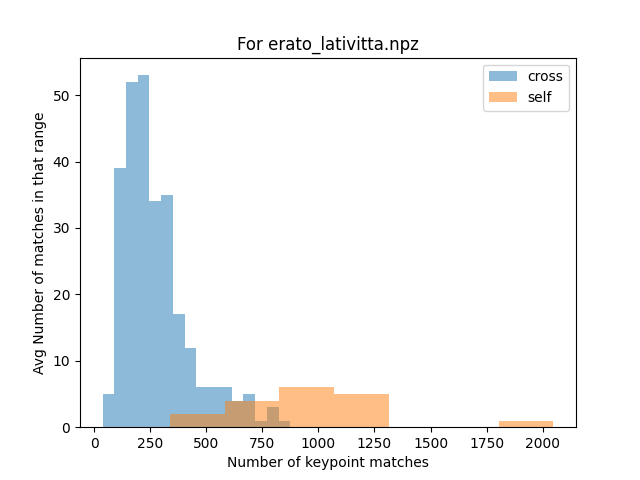 For erato_lativitta.npz
cross
self
Avg Number of matches in that range
50
40
30
20
10
0
0 250 500 750 1000 1250 1500 1750 2000
Number of keypoint matches